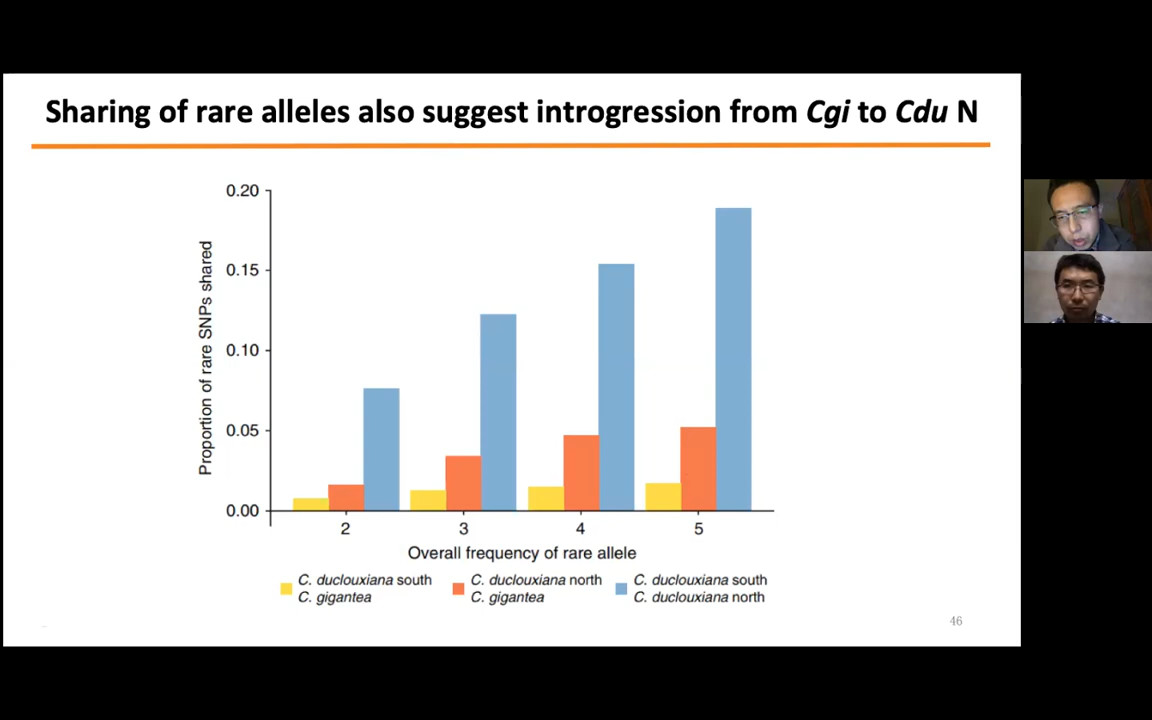 Sharing of rare alleles also suggest introgression from Cgi to Cdu N
0.20
0.15
0.10
0.05
0.00
Proportion of rare SNPs shared
2 3 4 5
Overall frequency of rare allele
C. duclouxiana south
C. gigantea
C. duclouxiana north
C. gigantea
C. duclouxiana south
C. duclouxiana north
46